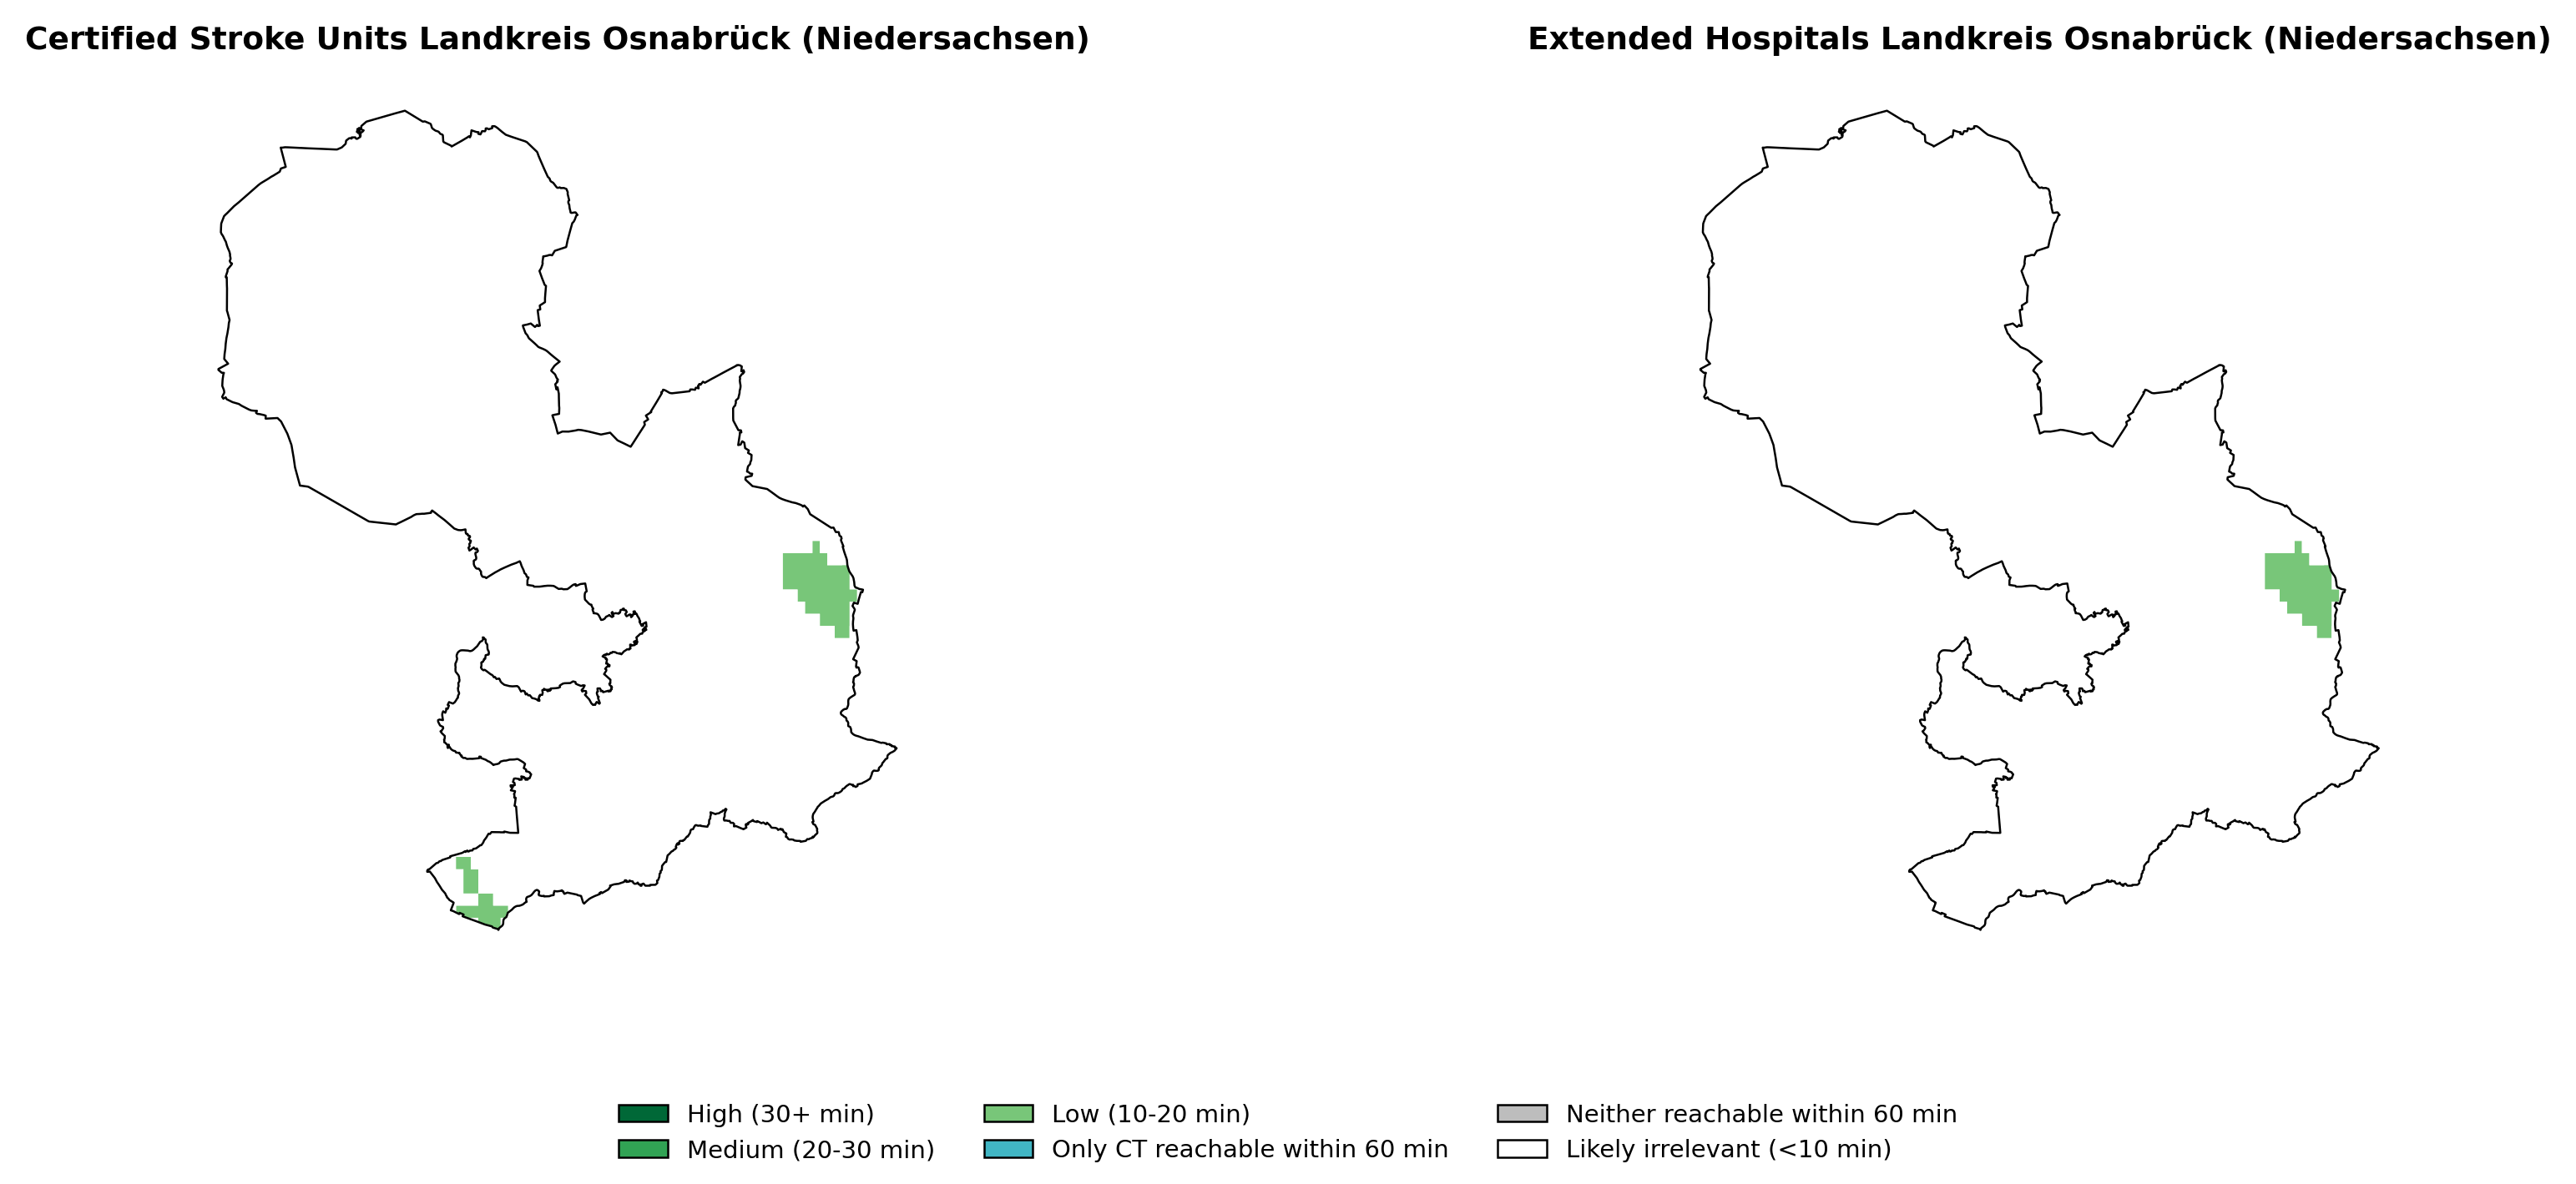 Certified Stroke Units Landkreis Osnabrück (Niedersachsen)
Extended Hospitals Landkreis Osnabrück (Niedersachsen)
High (30+ min)
Medium (20-30 min)
Low (10-20 min)
Only CT reachable within 60 min
Neither reachable within 60 min
Likely irrelevant (<10 min)